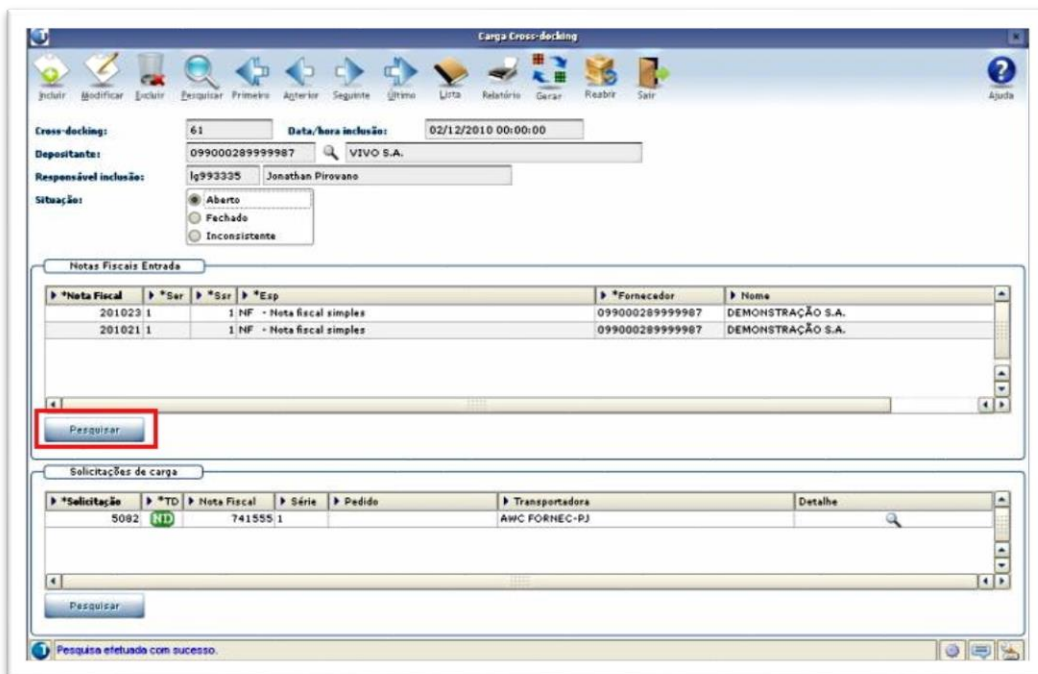 Carga Cross-docking
Incluir Modificar Excluir Pesquisar Primeiro Anterior Seguinte Último Lista Relatório Gerar Reabrir Sair Ajuda
Cross-docking: 61 Data/hora inclusão: 02/12/2010 00:00:00
Depositante: 099000289999987 VIVO S.A.
Responsável inclusão: lg993335 Jonathan Pirovano
Situação: Aberto
Fechado
Inconsistente
Notas Fiscais Entrada
*Nota Fiscal *Ser *Ssr *Esp *Fornecedor Nome
201023 1 1 NF - Nota fiscal simples 099000289999987 DEMONSTRAÇÃO S.A.
201021 1 1 NF - Nota fiscal simples 099000289999987 DEMONSTRAÇÃO S.A.
Pesquisar
Solicitações de carga
*Solicitação *TD Nota Fiscal Série Pedido Transportadora Detalhe
5082 ND 741555 1 AWC FORNEC-PJ
Pesquisar
Pesquisa efetuada com sucesso.